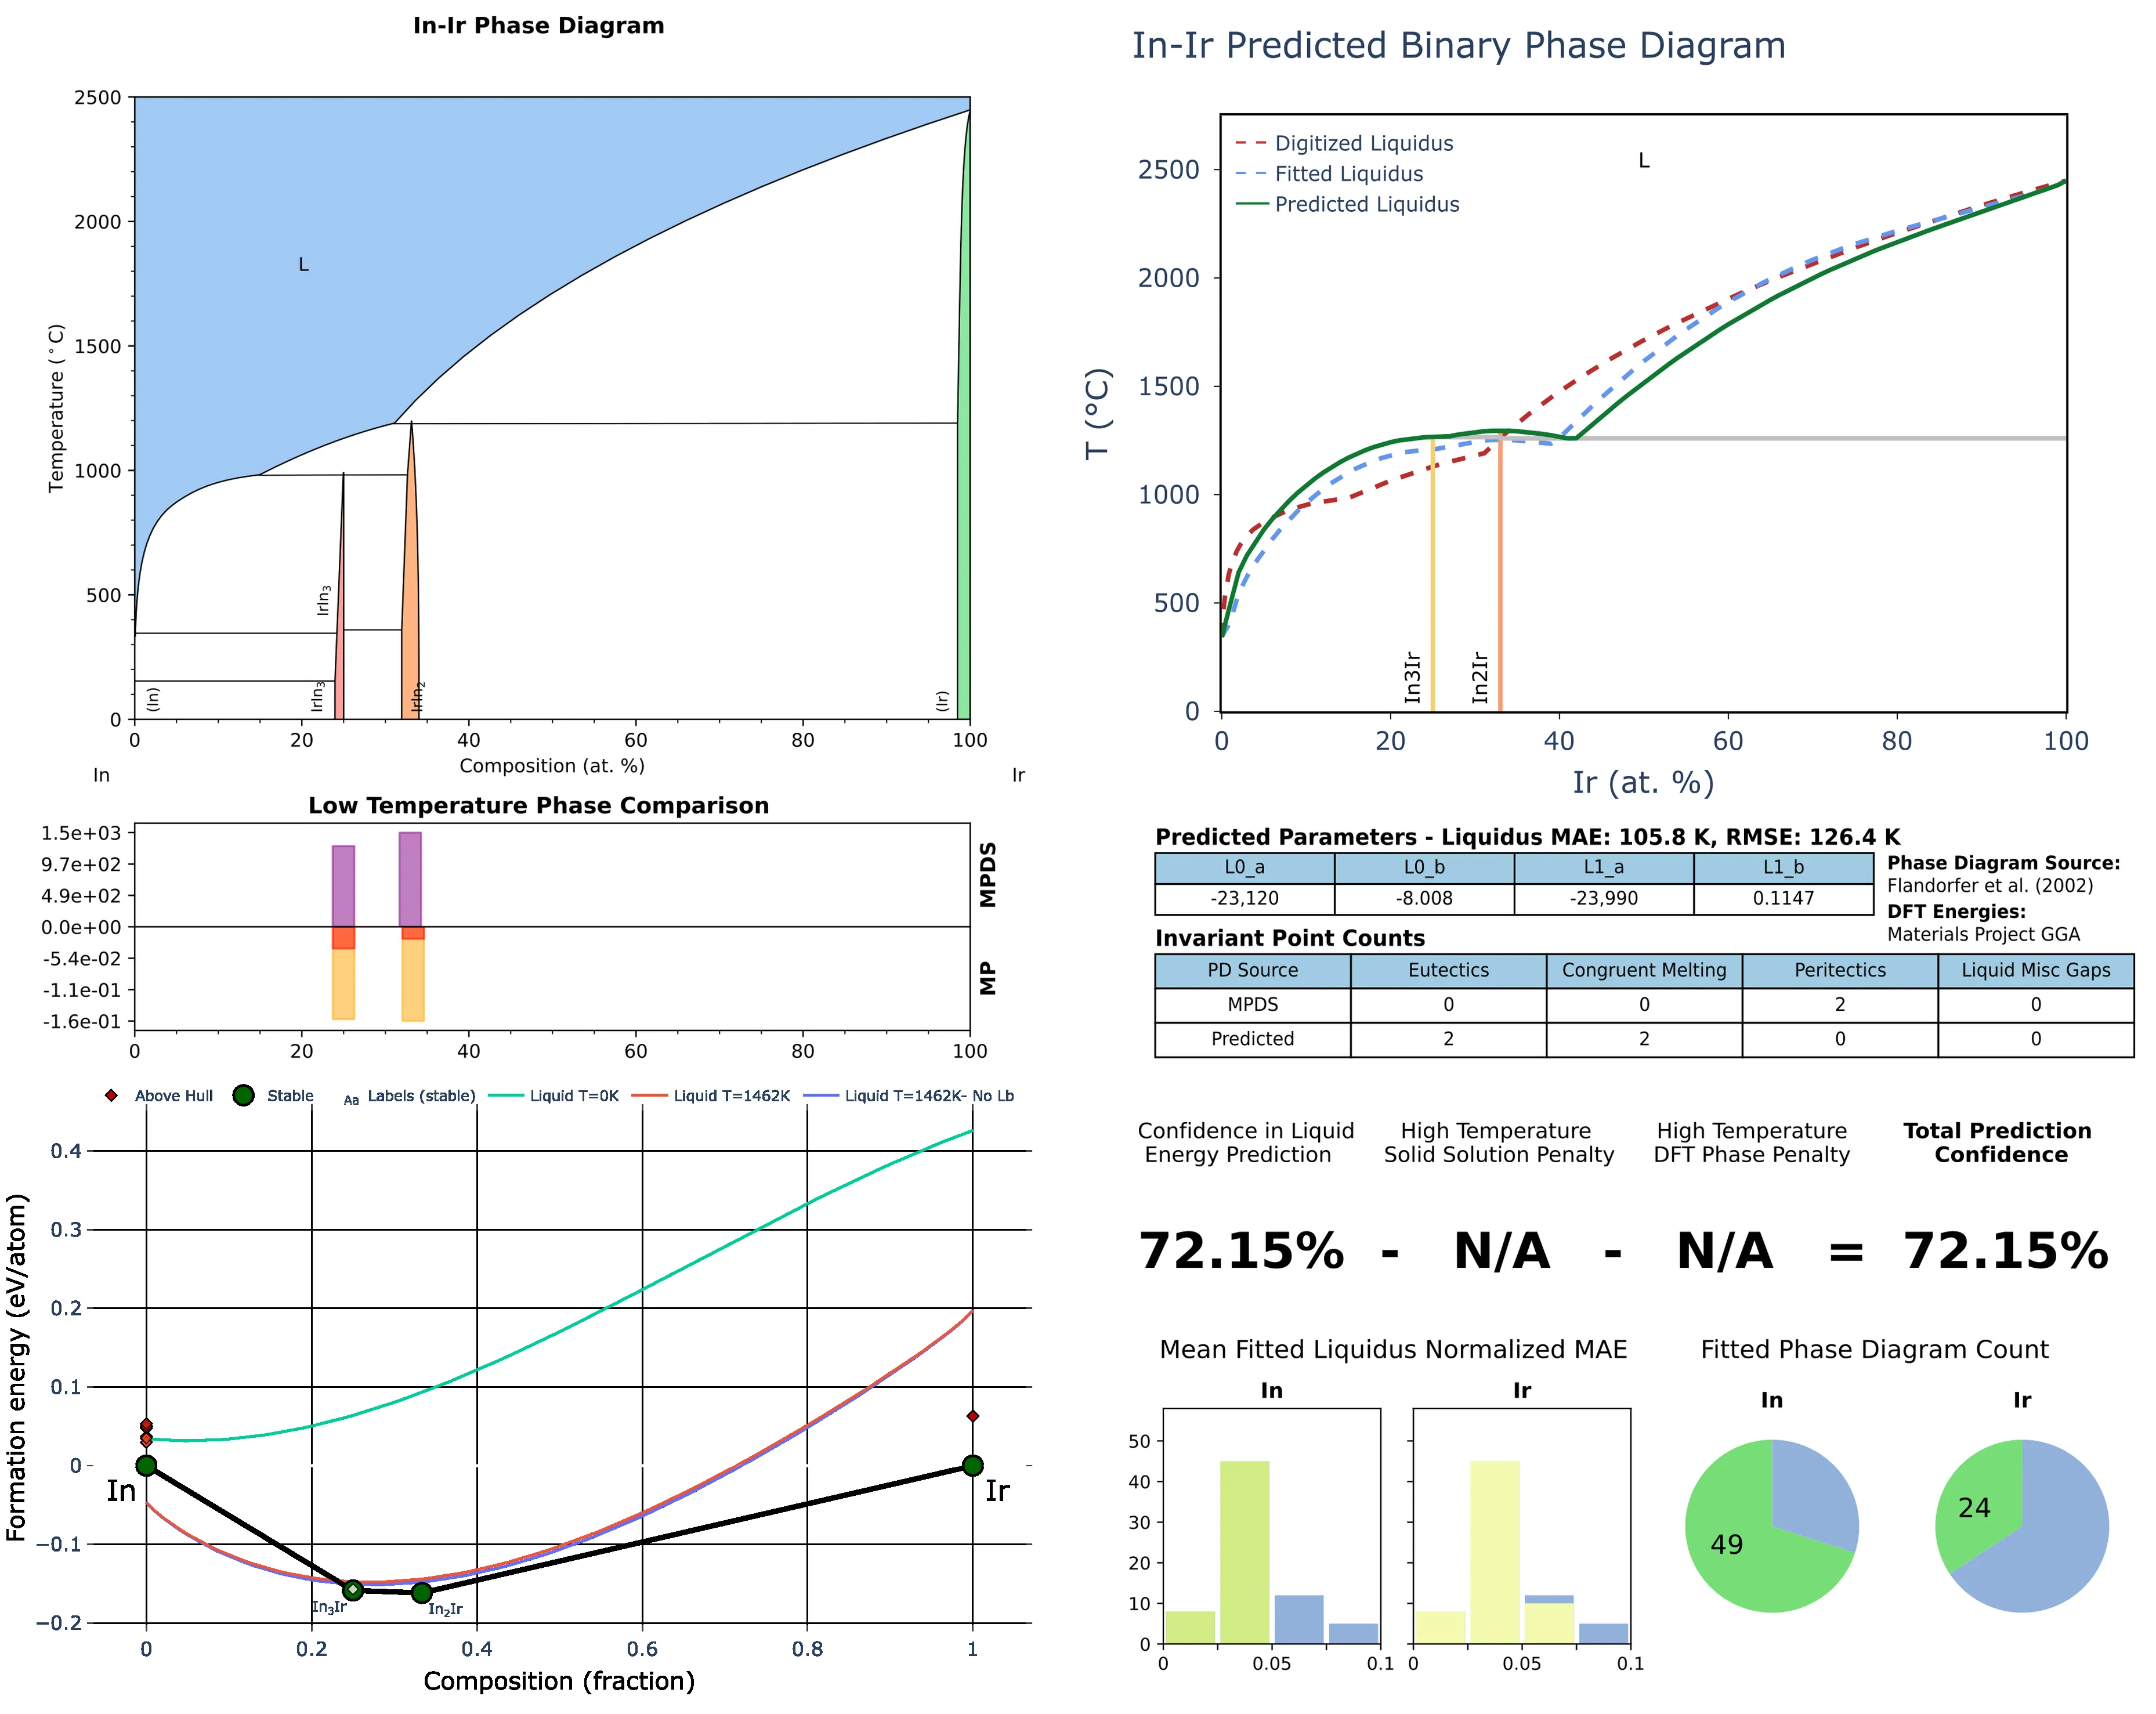 In-Ir Phase Diagram
2500
2000
1500
1000
500
0
Temperature (°C)
L
IrIn3
(In)
IrIn3
IrIn2
(Ir)
0 20 40 60 80 100
Composition (at. %)
In Ir
Low Temperature Phase Comparison
1.5e+03
9.7e+02
4.9e+02
0.0e+00
-5.4e-02
-1.1e-01
-1.6e-01
MPDS
MP
0 20 40 60 80 100
Above Hull Stable Aa Labels (stable) Liquid T=0K Liquid T=1462K Liquid T=1462K- No Lb
0.4
0.3
0.2
0.1
0
−0.1
−0.2
Formation energy (eV/atom)
In
Ir
In3Ir
In2Ir
0 0.2 0.4 0.6 0.8 1
Composition (fraction)
In-Ir Predicted Binary Phase Diagram
Digitized Liquidus
Fitted Liquidus
Predicted Liquidus
L
2500
2000
1500
1000
500
0
T (°C)
In3Ir
In2Ir
0 20 40 60 80 100
Ir (at. %)
Predicted Parameters - Liquidus MAE: 105.8 K, RMSE: 126.4 K
L0_a L0_b L1_a L1_b
-23,120 -8.008 -23,990 0.1147
Phase Diagram Source:
Flandorfer et al. (2002)
DFT Energies:
Materials Project GGA
Invariant Point Counts
PD Source Eutectics Congruent Melting Peritectics Liquid Misc Gaps
MPDS 0 0 2 0
Predicted 2 2 0 0
Confidence in Liquid
Energy Prediction
High Temperature
Solid Solution Penalty
High Temperature
DFT Phase Penalty
Total Prediction
Confidence
72.15% - N/A - N/A = 72.15%
Mean Fitted Liquidus Normalized MAE
In Ir
50
40
30
20
10
0
0 0.05 0.1
0 0.05 0.1
Fitted Phase Diagram Count
In Ir
49
24